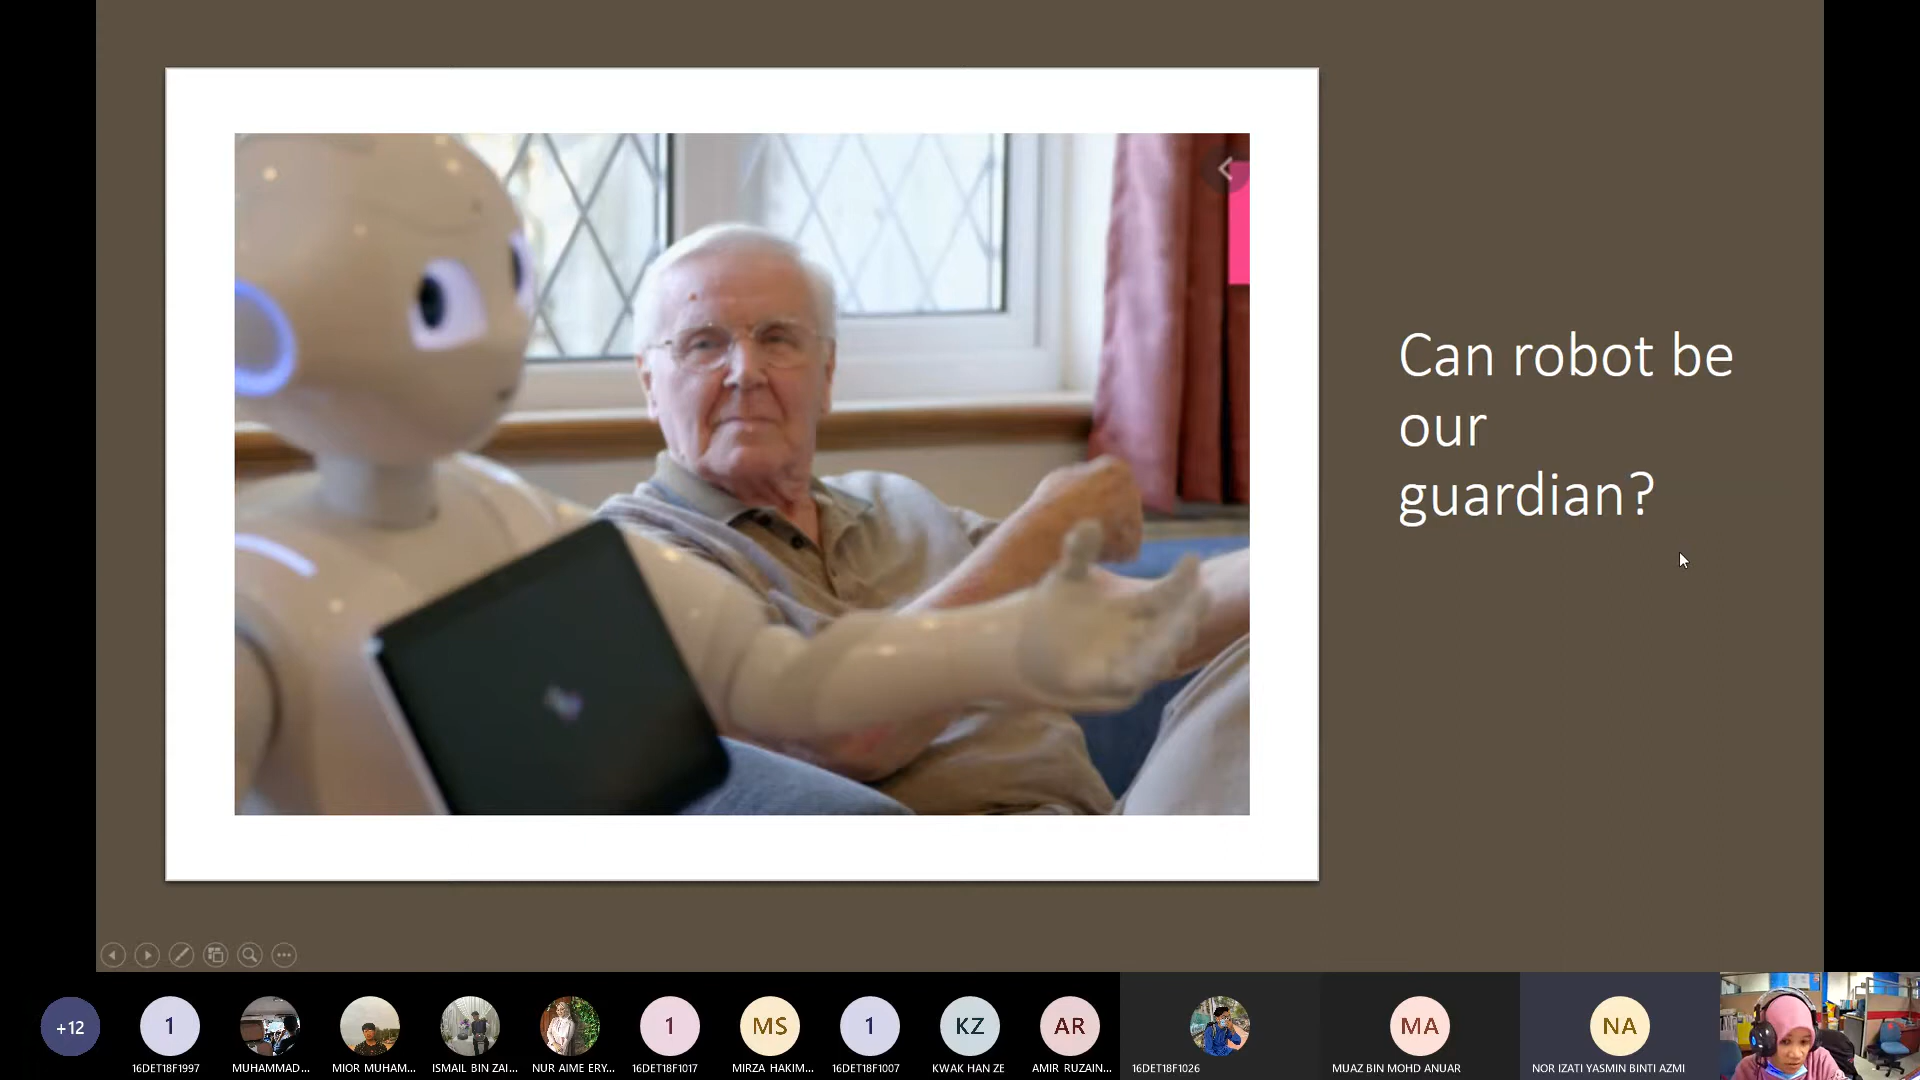 Can robot be
our
guardian?
+12
1
1
MS
1
KZ
AR
MA
NA
16DET18F1997
MUHAMMAD...
MIOR MUHAM...
ISMAIL BIN ZAI...
NUR AIME ERY...
16DET18F1017
MIRZA HAKIM...
16DET18F1007
KWAK HAN ZE
AMIR RUZAIN...
16DET18F1026
MUAZ BIN MOHD ANUAR
NOR IZATI YASMIN BINTI AZMI